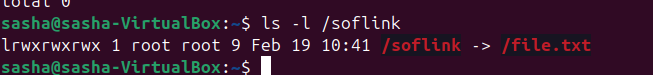 total 0
sasha@sasha-VirtualBox:~$ ls -l /soflink
lrwxrwxrwx 1 root root 9 Feb 19 10:41 /soflink -> /file.txt
sasha@sasha-VirtualBox:~$